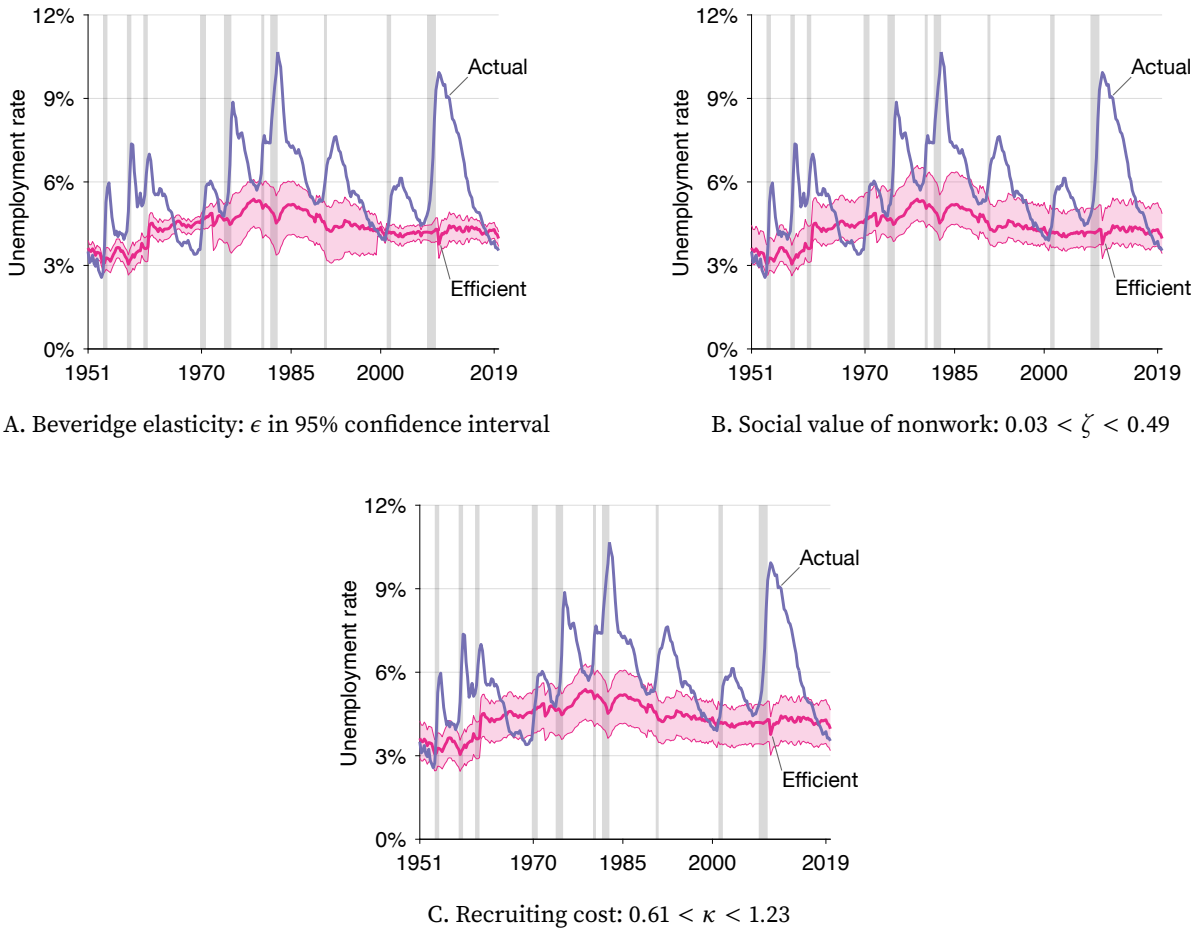 12%
9%
6%
3%
0%
Unemployment rate
Actual
Efficient
1951 1970 1985 2000 2019
A. Beveridge elasticity: ϵ in 95% confidence interval
12%
9%
6%
3%
0%
Unemployment rate
Actual
Efficient
1951 1970 1985 2000 2019
B. Social value of nonwork: 0.03 < ζ < 0.49
12%
9%
6%
3%
0%
Unemployment rate
Actual
Efficient
1951 1970 1985 2000 2019
C. Recruiting cost: 0.61 < κ < 1.23